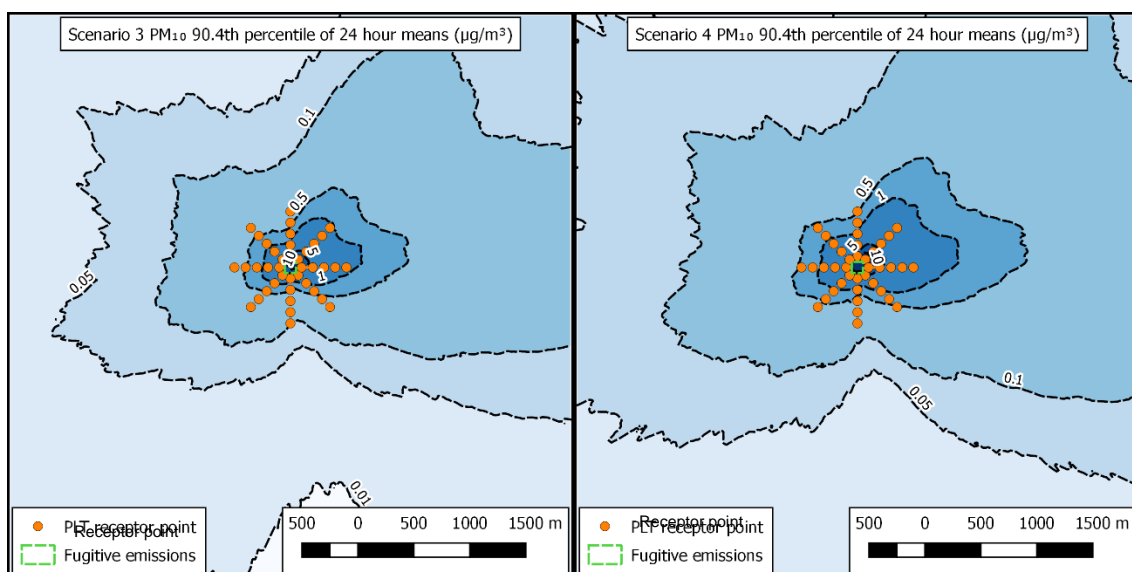 Scenario 3 PM₁₀ 90.4th percentile of 24 hour means (µg/m³)
0.1
0.5
0.05
10
5
1
0.01
PLT receptor point
Receptor point
Fugitive emissions
500 0 500 1000 1500 m
Scenario 4 PM₁₀ 90.4th percentile of 24 hour means (µg/m³)
0.5
1
5
10
0.1
0.05
Receptor point
PLT receptor point
Fugitive emissions
500 0 500 1000 1500 m